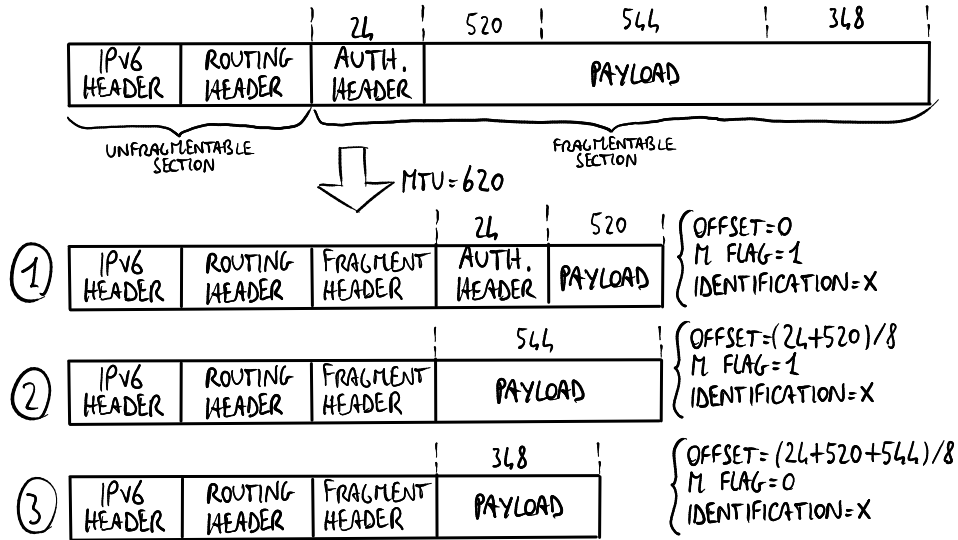 24 520 544 348
IPV6 HEADER
ROUTING HEADER
AUTH. HEADER
PAYLOAD
UNFRAGMENTABLE
SECTION
FRAGMENTABLE
SECTION
MTU=620
24 520
1
IPV6 HEADER
ROUTING HEADER
FRAGMENT HEADER
AUTH. HEADER
PAYLOAD
OFFSET=0
M FLAG=1
IDENTIFICATION=X
544
2
IPV6 HEADER
ROUTING HEADER
FRAGMENT HEADER
PAYLOAD
OFFSET=(24+520)/8
M FLAG=1
IDENTIFICATION=X
348
3
IPV6 HEADER
ROUTING HEADER
FRAGMENT HEADER
PAYLOAD
OFFSET=(24+520+544)/8
M FLAG=0
IDENTIFICATION=X